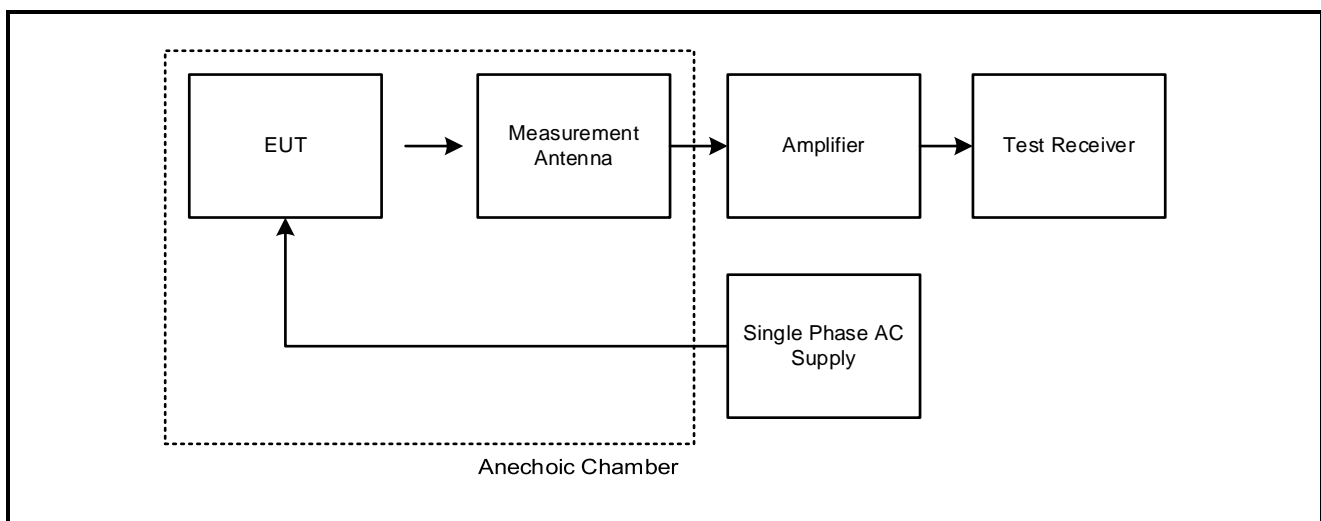 EUT
Measurement
Antenna
Amplifier
Test Receiver
Single Phase AC
Supply
Anechoic Chamber